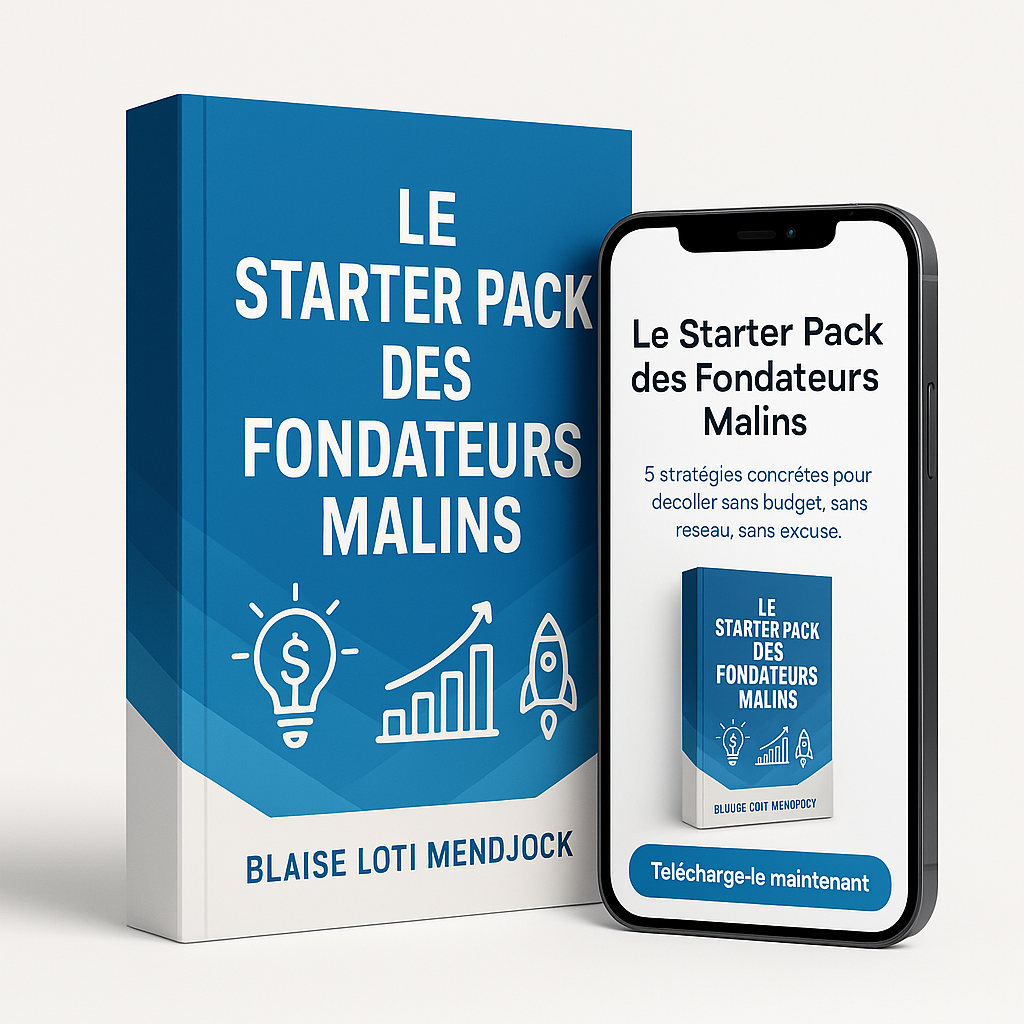 LE
STARTER PACK
DES
FONDATEURS
MALINS
BLAISE LOTI MENDJOCK
Le Starter Pack
des Fondateurs
Malins
5 stratégies concrétes pour
decoller sans budget, sans
reseau, sans excuse.
LE
STARTER PACK
DES
FONDATEURS
MALINS
BLUUGE COIT MENOPOCY
Telécharge-le maintenant